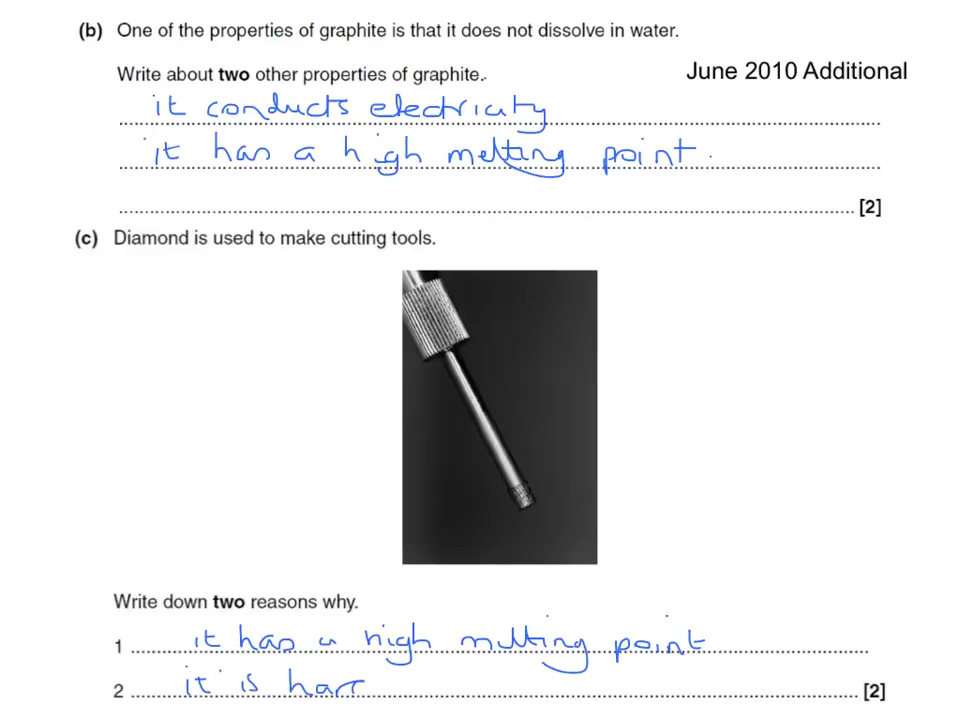 (b) One of the properties of graphite is that it does not dissolve in water.
Write about two other properties of graphite.
June 2010 Additional
it conducts electricity
it has a high melting point
[2]
(c) Diamond is used to make cutting tools.
Write down two reasons why.
1 it has a high melting point
2 it is har
[2]